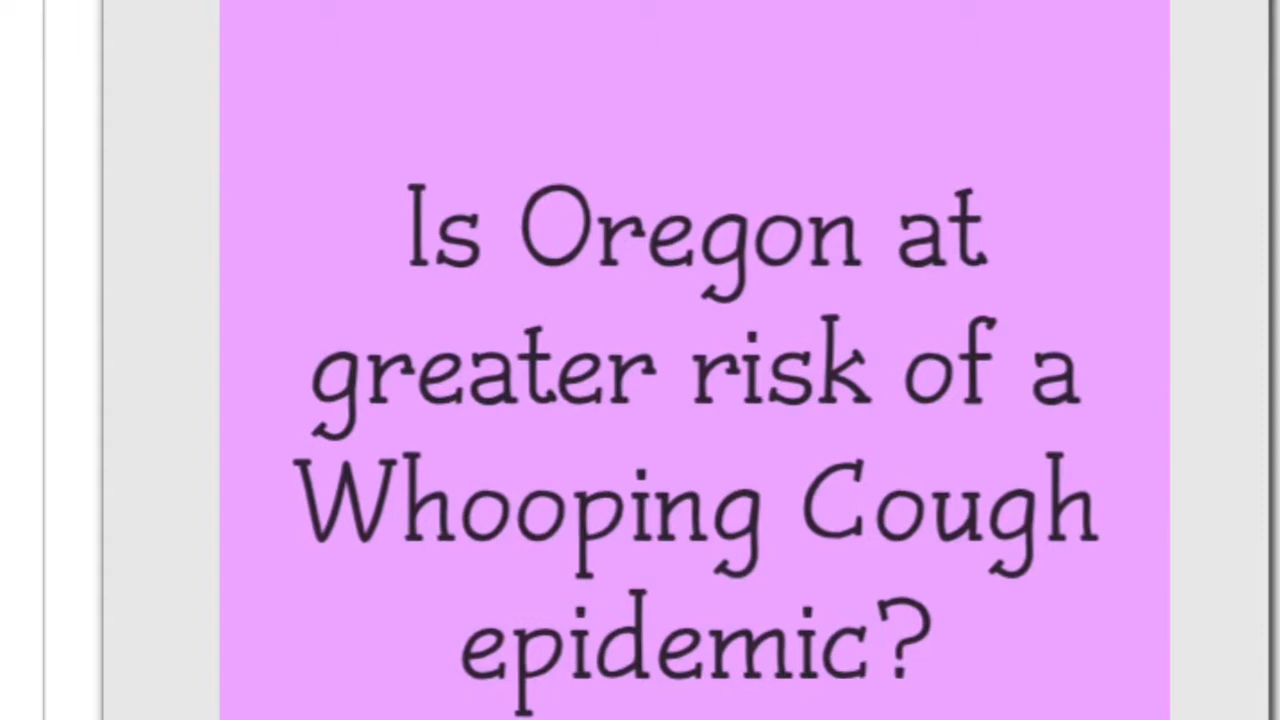 Is Oregon at
greater risk of a
Whooping Cough
epidemic?